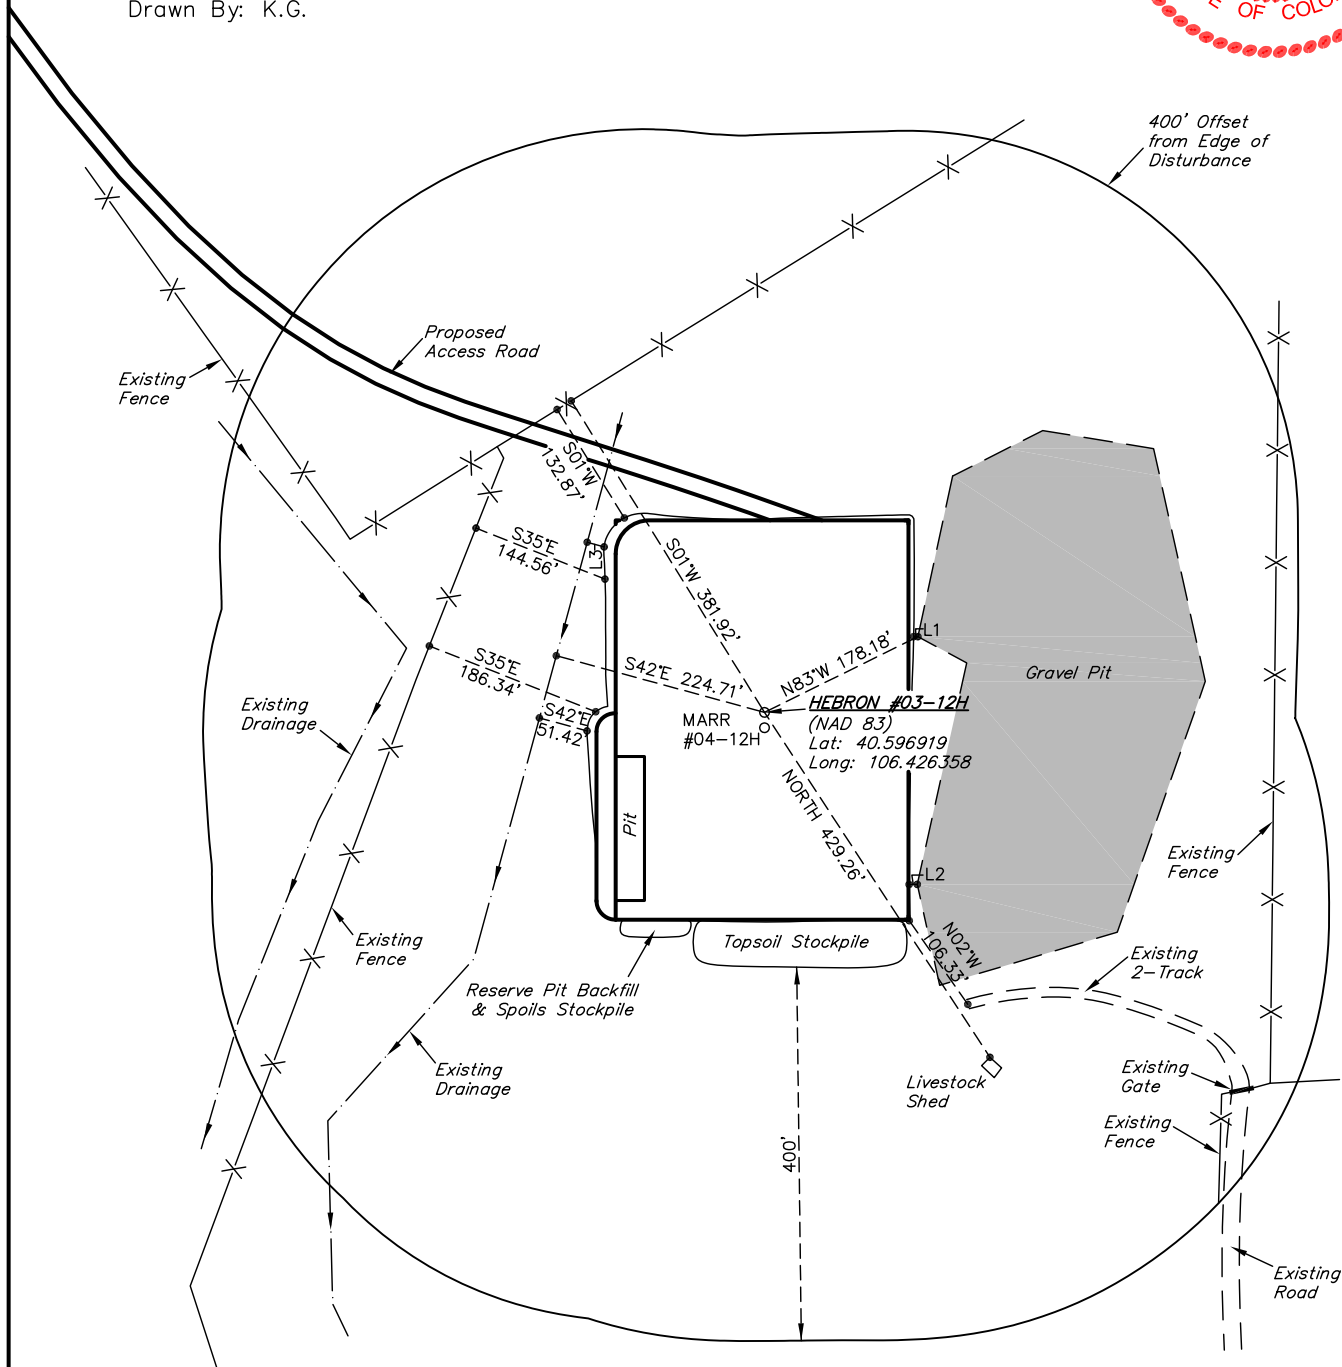 Drawn By: K.G.
E OF COLO
400' Offset
from Edge of
Disturbance
Proposed
Access Road
Existing
Fence
S01°W
132.87'
S35°E
144.56'
L3
S01°W 381.92'
L1
N83°W 178.18'
Gravel Pit
S35°E
186.34'
S42°E 224.71'
Existing
Drainage
S42°E
51.42'
MARR
#04-12H
HEBRON #03-12H
(NAD 83)
Lat: 40.596919
Long: 106.426358
NORTH 429.26'
Pit
Existing
Fence
L2
Existing
Fence
Topsoil Stockpile
N02°W
106.33'
Existing
2-Track
Reserve Pit Backfill
& Spoils Stockpile
Existing
Drainage
Livestock
Shed
Existing
Gate
Existing
Fence
400'
Existing
Road